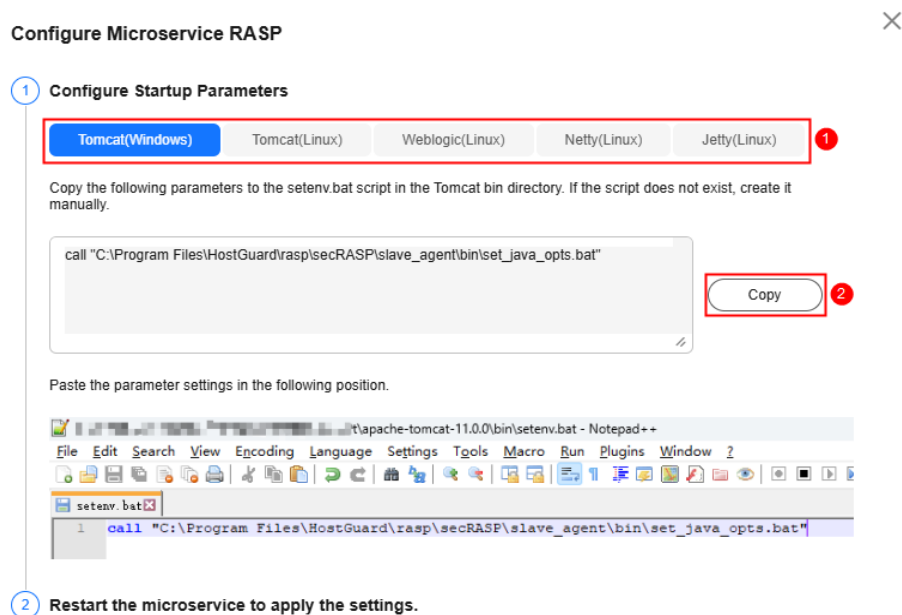 Configure Microservice RASP
1 Configure Startup Parameters
Tomcat(Windows) Tomcat(Linux) Weblogic(Linux) Netty(Linux) Jetty(Linux) 1
Copy the following parameters to the setenv.bat script in the Tomcat bin directory. If the script does not exist, create it
manually.
call "C:\Program Files\HostGuard\rasp\secRASP\slave_agent\bin\set_java_opts.bat"
Copy 2
Paste the parameter settings in the following position.
t\apache-tomcat-11.0.0\bin\setenv.bat - Notepad++
File Edit Search View Encoding Language Settings Tools Macro Run Plugins Window ?
setenv.bat
1 call "C:\Program Files\HostGuard\rasp\secRASP\slave_agent\bin\set_java_opts.bat"
2 Restart the microservice to apply the settings.